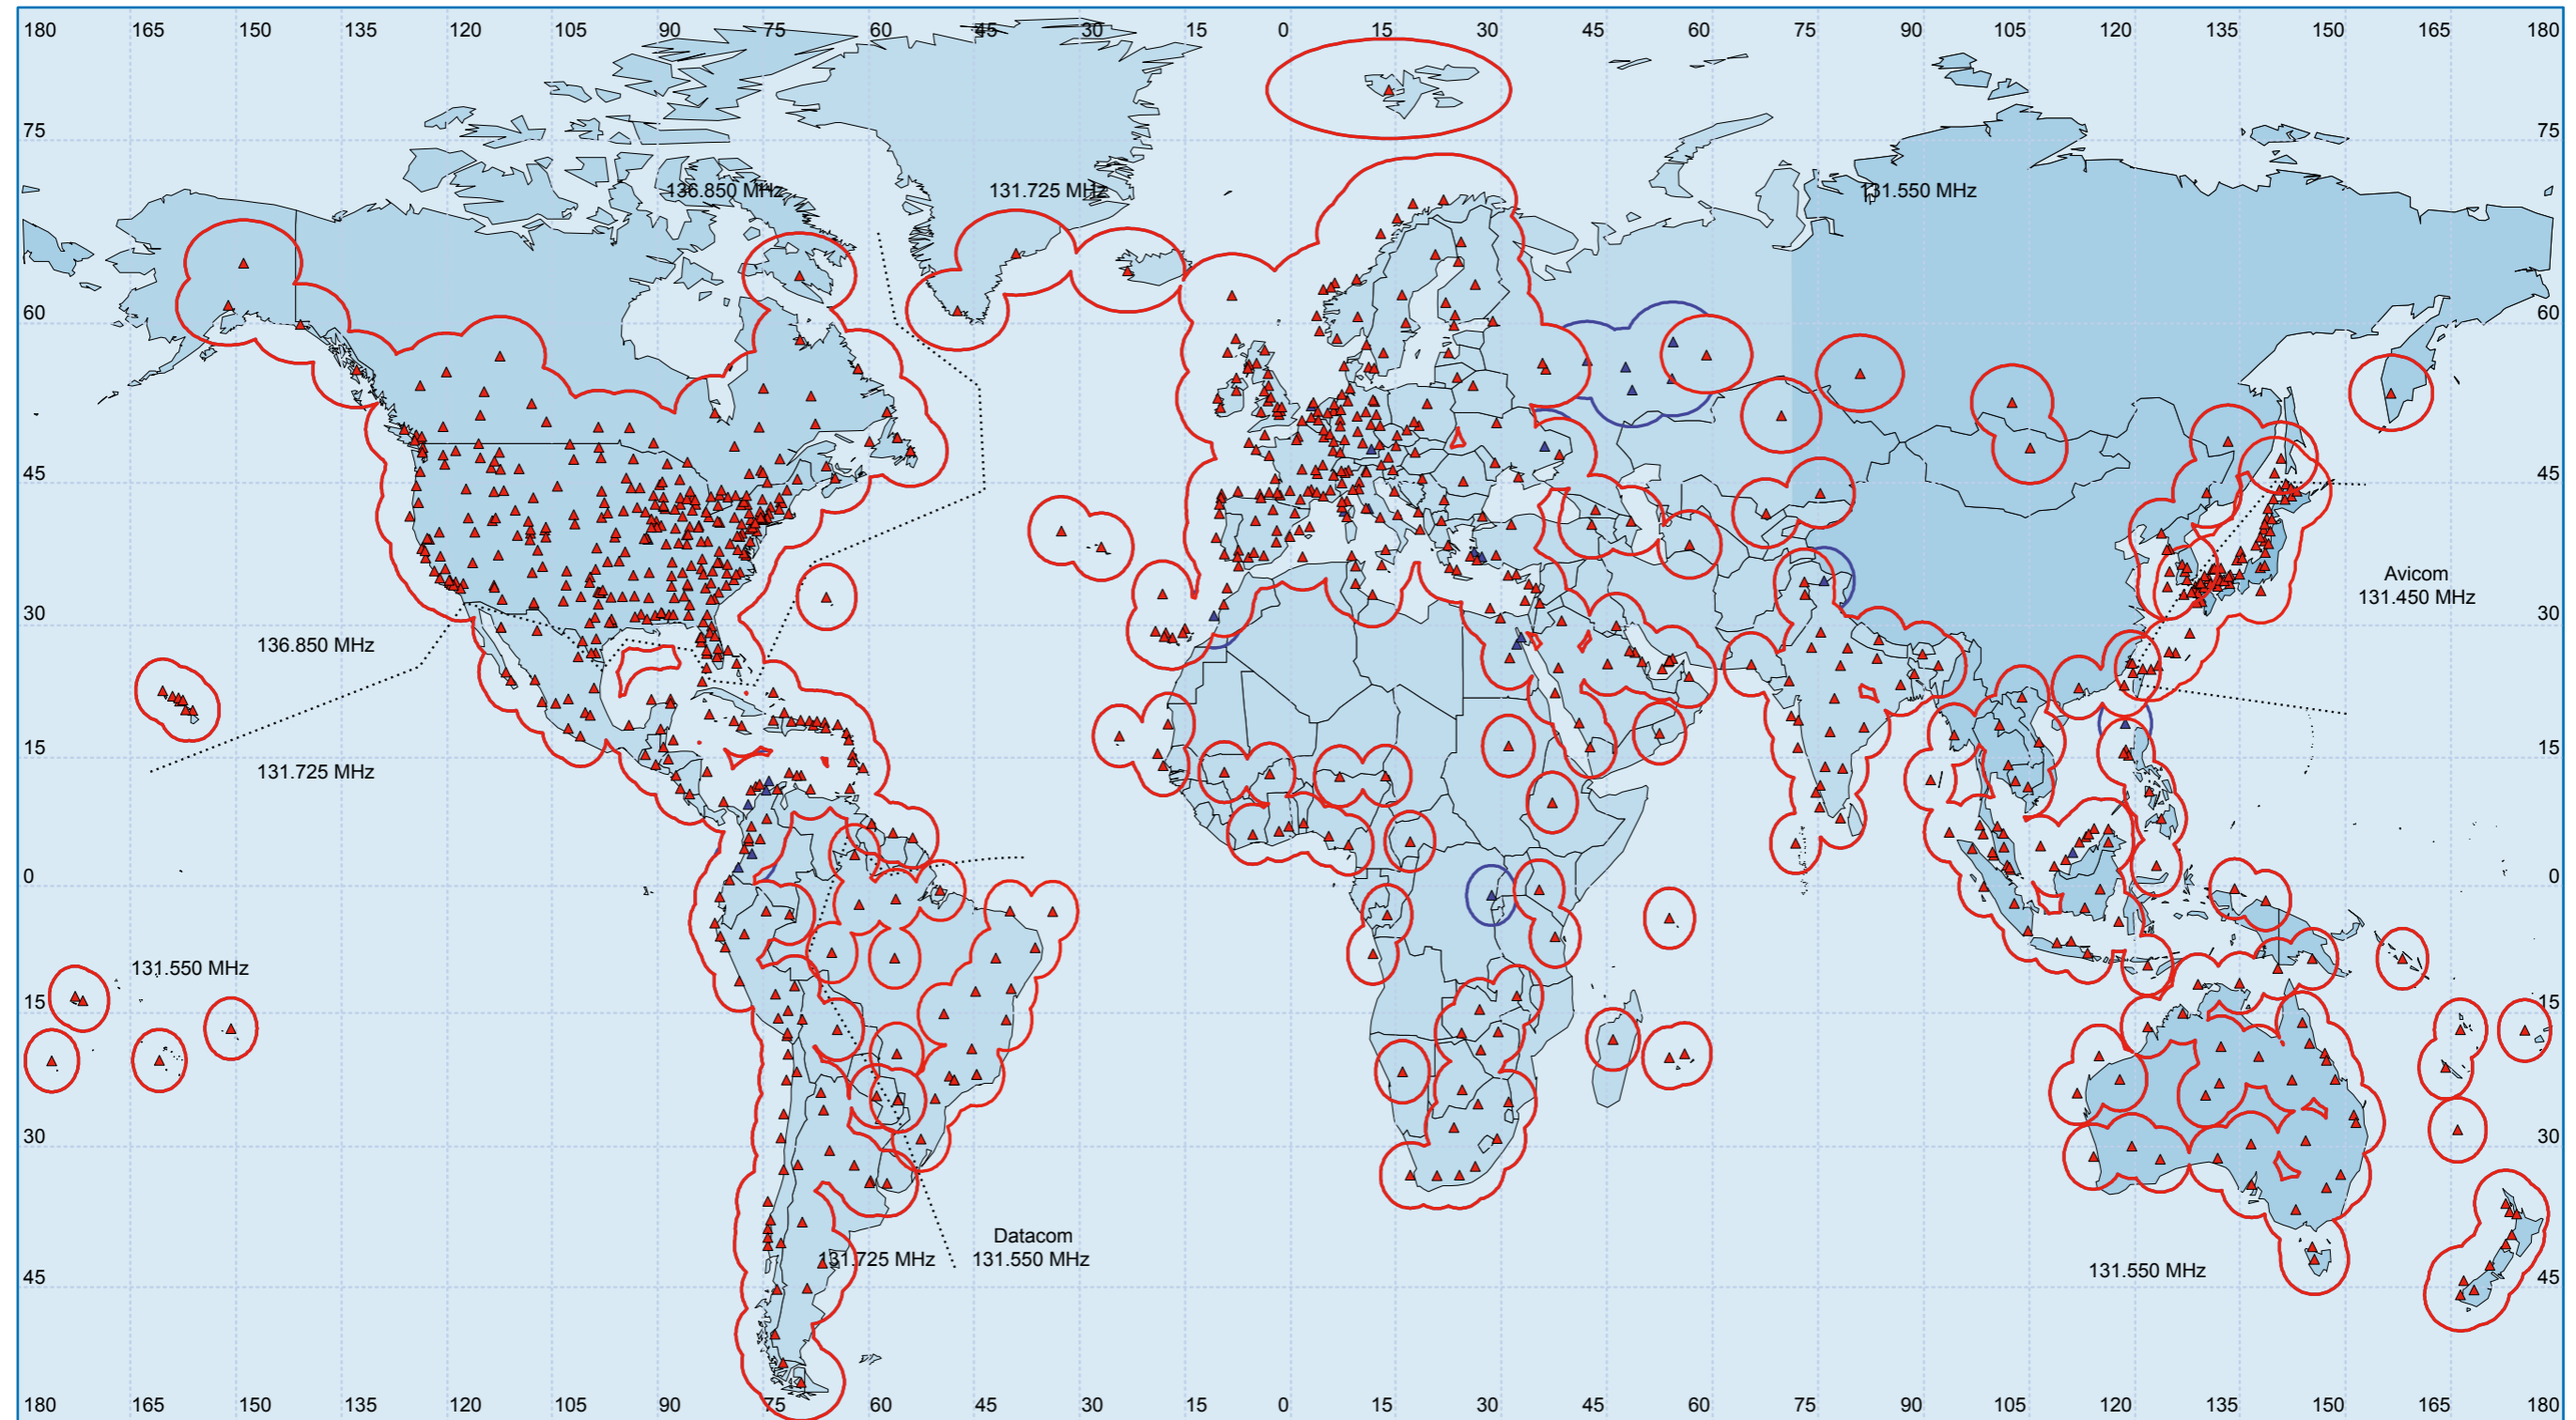 180 165 150 135 120 105 90 75 60 45 30 15 0 15 30 45 60 75 90 105 120 135 150 165 180
75 75
136.850 MHz 131.725 MHz 131.550 MHz
60 60
45 45
Avicom
131.450 MHz
30 30
136.850 MHz
15 15
131.725 MHz
0 0
131.550 MHz
15 15
30 30
Datacom
131.725 MHz 131.550 MHz
131.550 MHz
45 45
180 165 150 135 120 105 90 75 60 45 30 15 0 15 30 45 60 75 90 105 120 135 150 165 180